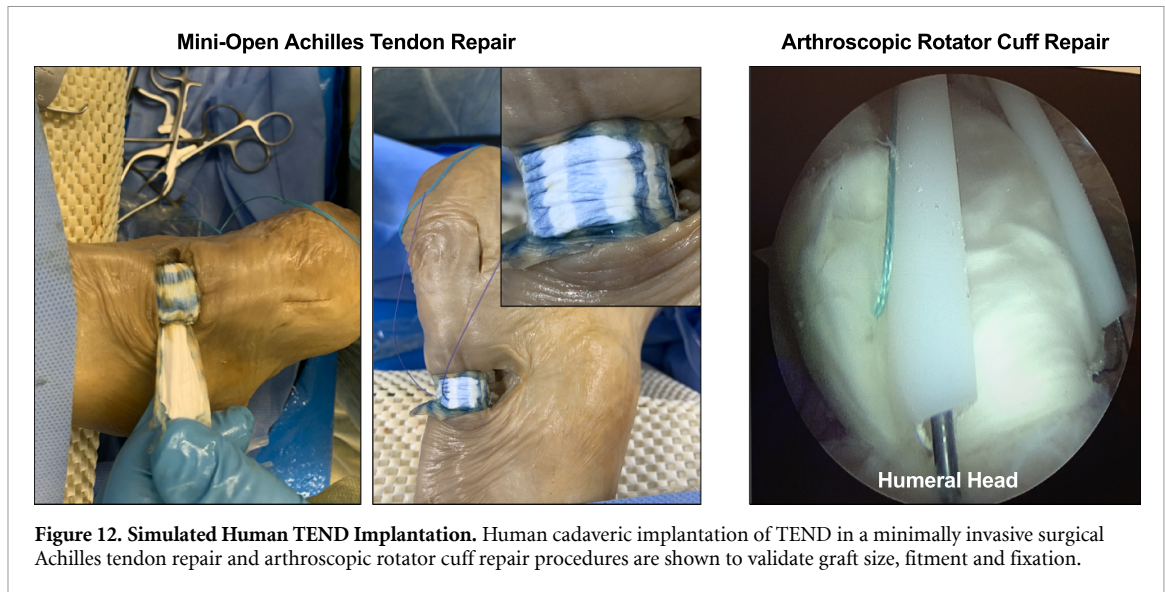 Mini-Open Achilles Tendon Repair
Arthroscopic Rotator Cuff Repair
Humeral Head
Figure 12. Simulated Human TEND Implantation. Human cadaveric implantation of TEND in a minimally invasive surgical
Achilles tendon repair and arthroscopic rotator cuff repair procedures are shown to validate graft size, fitment and fixation.